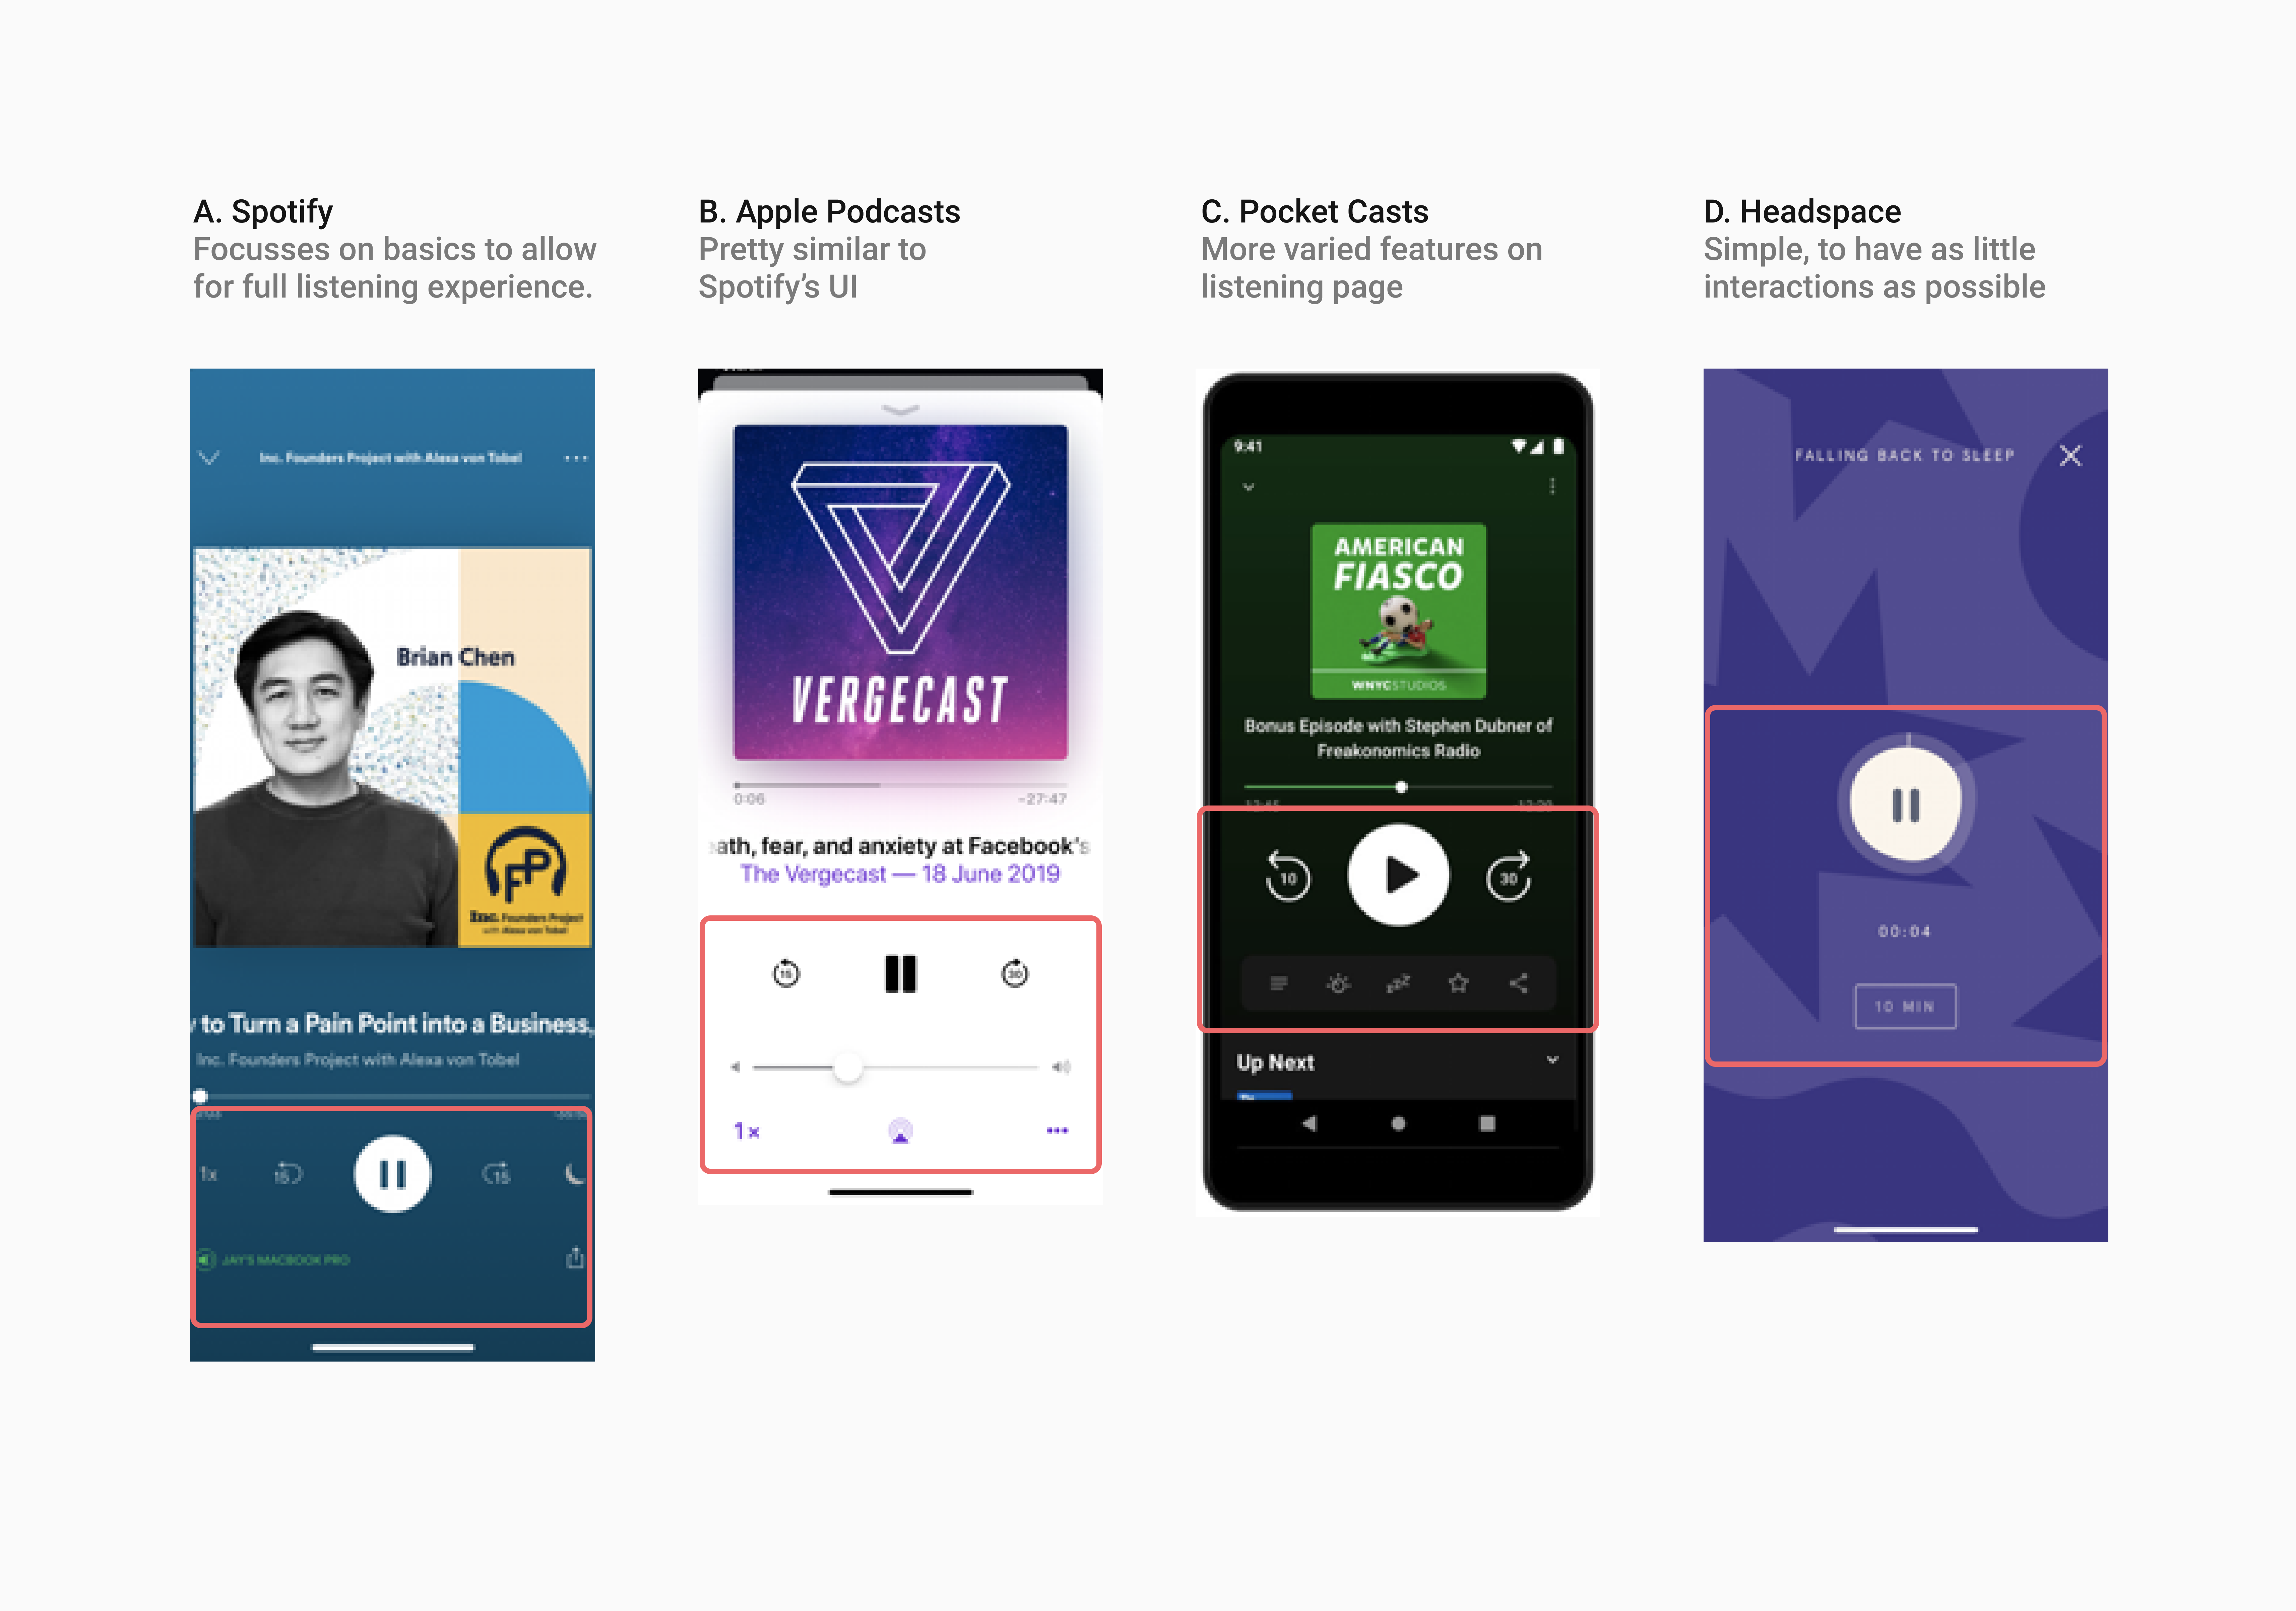 A. Spotify
Focusses on basics to allow
for full listening experience.
Inc. Founders Project with Alexa von Tobel
Brian Chen
FP
Inc. Founders Project
with Alexa von Tobel
to Turn a Pain Point into a Business,
Inc. Founders Project with Alexa von Tobel
1x
15
15
JAY'S MACBOOK PRO
B. Apple Podcasts
Pretty similar to
Spotify’s UI
VERGECAST
0:06
-27:47
ath, fear, and anxiety at Facebook's
The Vergecast — 18 June 2019
15
30
1x
C. Pocket Casts
More varied features on
listening page
9:41
AMERICAN
FIASCO
WNYCSTUDIOS
Bonus Episode with Stephen Dubner of
Freakonomics Radio
10
30
zzz
Up Next
D. Headspace
Simple, to have as little
interactions as possible
FALLING BACK TO SLEEP
00:04
10 MIN